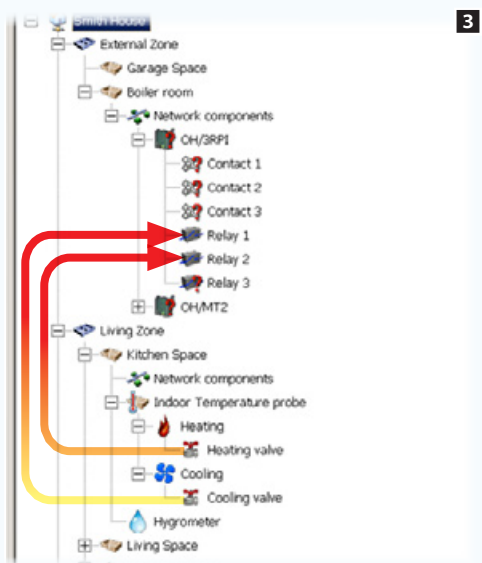 3
Smith House
External Zone
Garage Space
Boiler room
Network components
OH/3RPI
Contact 1
Contact 2
Contact 3
Relay 1
Relay 2
Relay 3
OH/MT2
Living Zone
Kitchen Space
Network components
Indoor Temperature probe
Heating
Heating valve
Cooling
Cooling valve
Hygrometer
Living Space